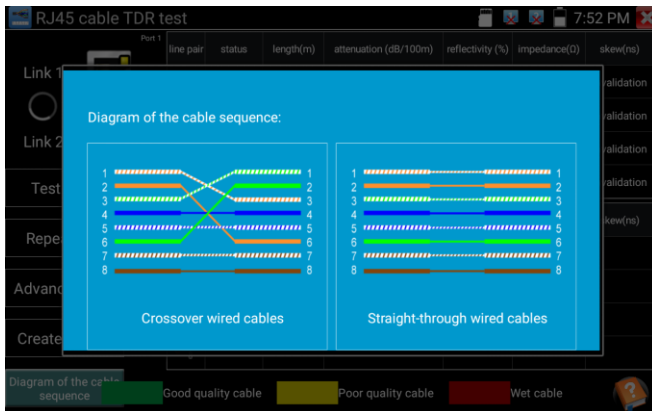 RJ45 cable TDR test
7:52 PM
Port 1
line pair status length(m) attenuation (dB/100m) reflectivity (%) impedance(Ω) skew(ns)
Link 1
Link 2
Test
Repe
Advanc
Create
validation
validation
validation
validation
kew(ns)
Diagram of the cable sequence:
1 1
2 2
3 3
4 4
5 5
6 6
7 7
8 8
Crossover wired cables
1 1
2 2
3 3
4 4
5 5
6 6
7 7
8 8
Straight-through wired cables
Diagram of the cable
sequence
Good quality cable
Poor quality cable
Wet cable
?